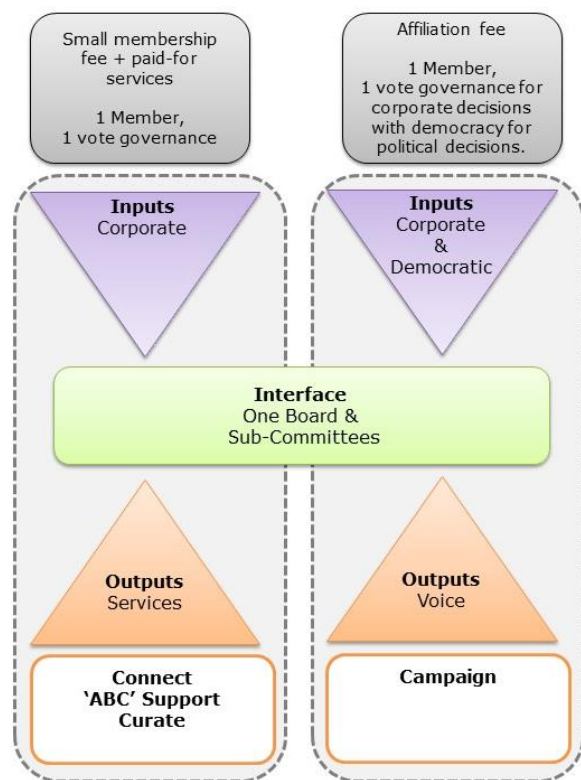 Small membership
fee + paid-for
services
1 Member,
1 vote governance
Affiliation fee
1 Member,
1 vote governance for
corporate decisions
with democracy for
political decisions.
Inputs
Corporate
Inputs
Corporate
&
Democratic
Interface
One Board &
Sub-Committees
Outputs
Services
Outputs
Voice
Connect
‘ABC’ Support
Curate
Campaign